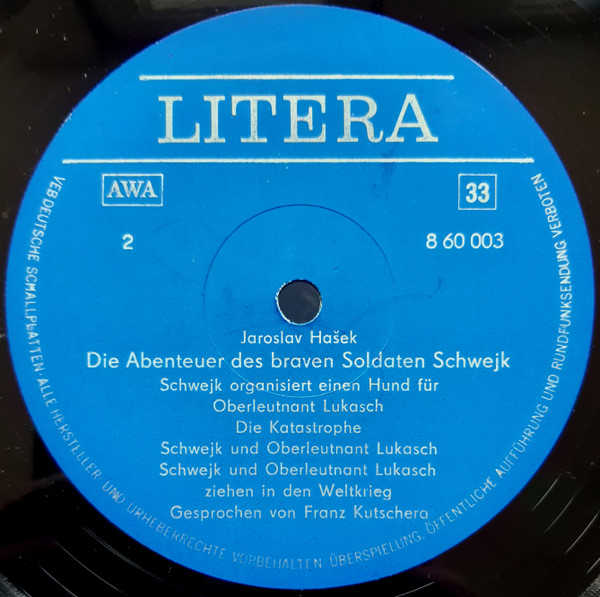 LITERA
AWA
33
2
8 60 003
Jaroslav Hašek
Die Abenteuer des braven Soldaten Schwejk
Schwejk organisiert einen Hund für
Oberleutnant Lukasch
Die Katastrophe
Schwejk und Oberleutnant Lukasch
Schwejk und Oberleutnant Lukasch
ziehen in den Weltkrieg
Gesprochen von Franz Kutschera
VEB DEUTSCHE SCHALLPLATTEN · ALLE HERSTELLER- UND URHEBERRECHTE VORBEHALTEN ÜBERSPIELUNG, ÖFFENTLICHE AUFFÜHRUNG UND RUNDFUNKSENDUNG VERBOTEN